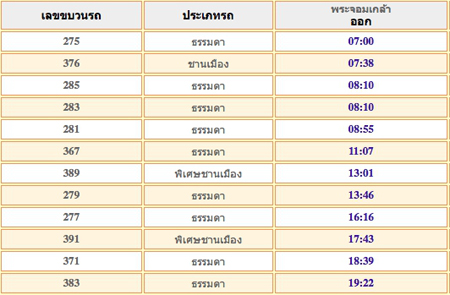 เลขขบวนรถ ประเภทรถ พระจอมเกล้า
ออก
275 ธรรมดา 07:00
376 ชานเมือง 07:38
285 ธรรมดา 08:10
283 ธรรมดา 08:10
281 ธรรมดา 08:55
367 ธรรมดา 11:07
389 พิเศษชานเมือง 13:01
279 ธรรมดา 13:46
277 ธรรมดา 16:16
391 พิเศษชานเมือง 17:43
371 ธรรมดา 18:39
383 ธรรมดา 19:22